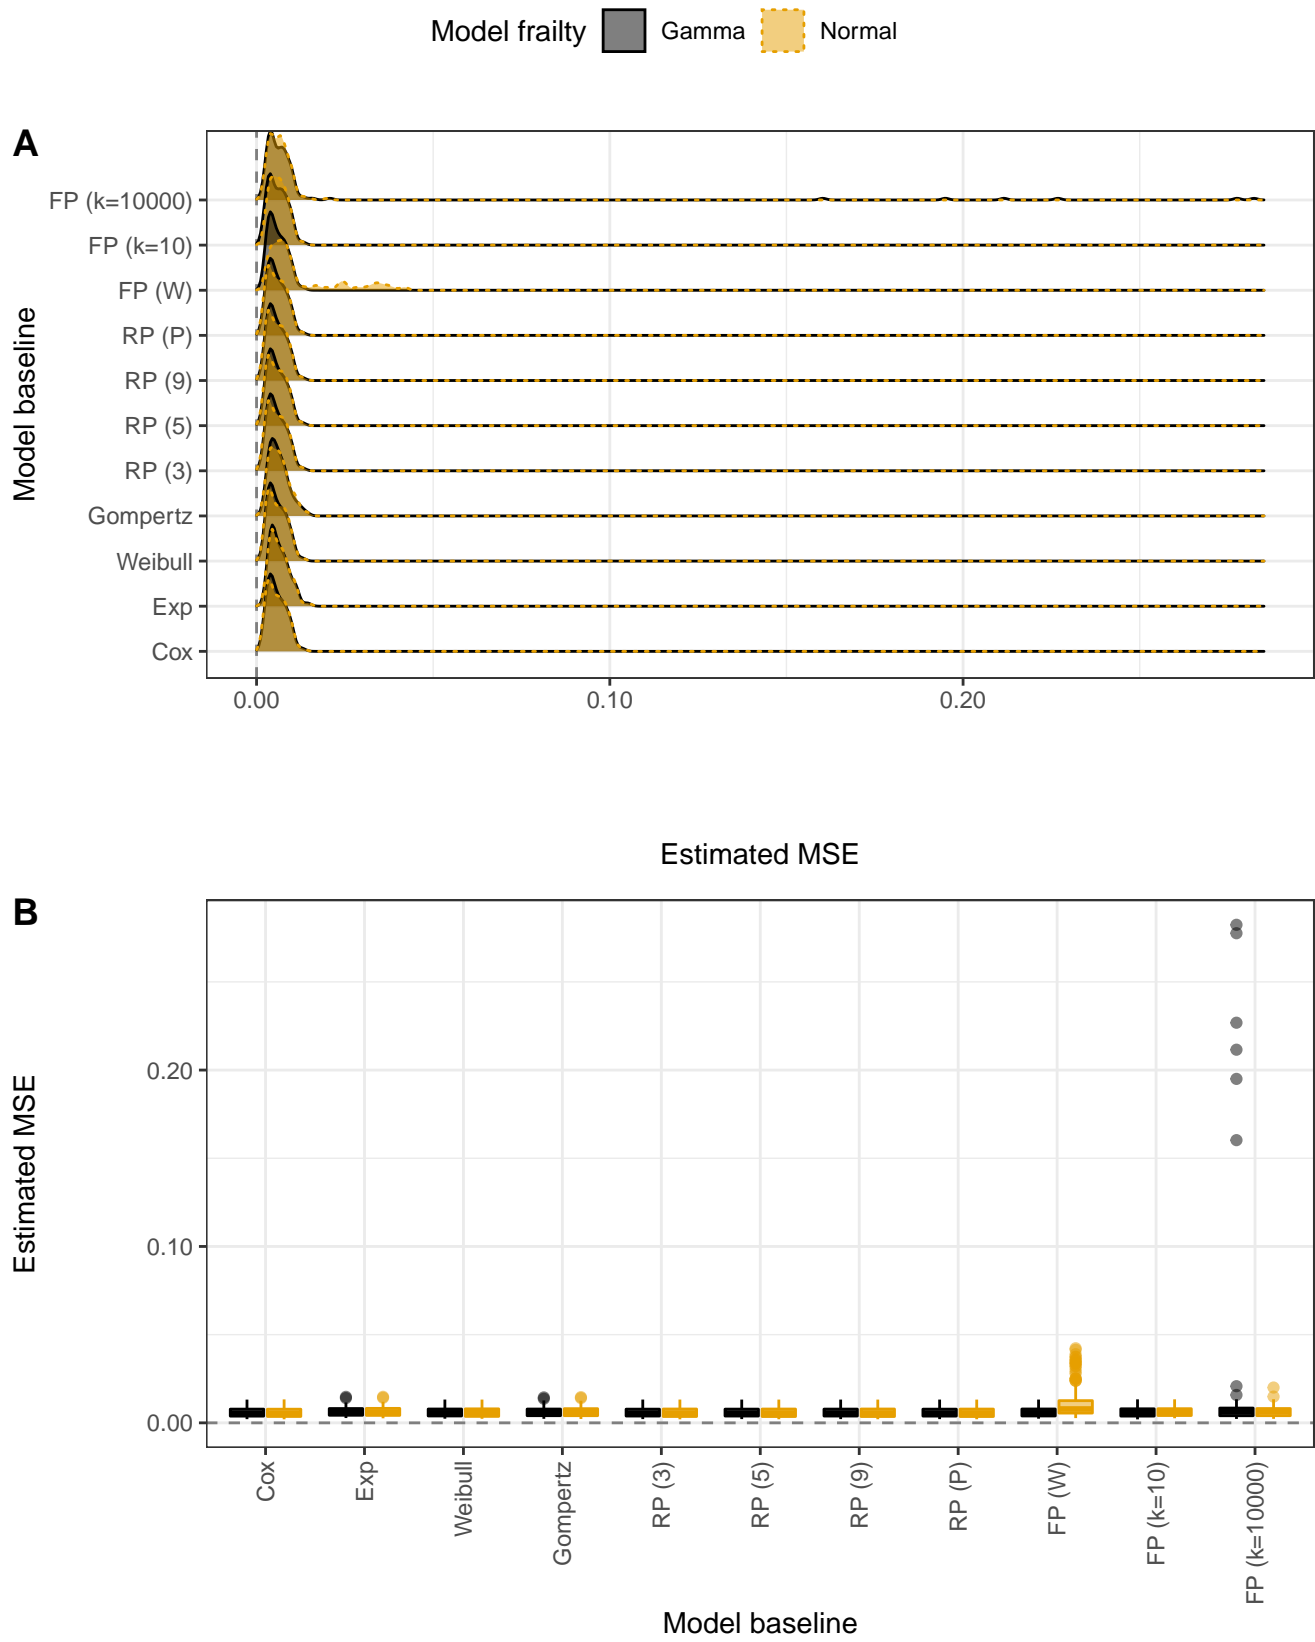 Model frailty Gamma Normal
A
Model baseline
FP (k=10000)
FP (k=10)
FP (W)
RP (P)
RP (9)
RP (5)
RP (3)
Gompertz
Weibull
Exp
Cox
0.00 0.10 0.20
Estimated MSE
B
Estimated MSE
0.20
0.10
0.00
Cox Exp Weibull Gompertz RP (3) RP (5) RP (9) RP (P) FP (W) FP (k=10) FP (k=10000)
Model baseline